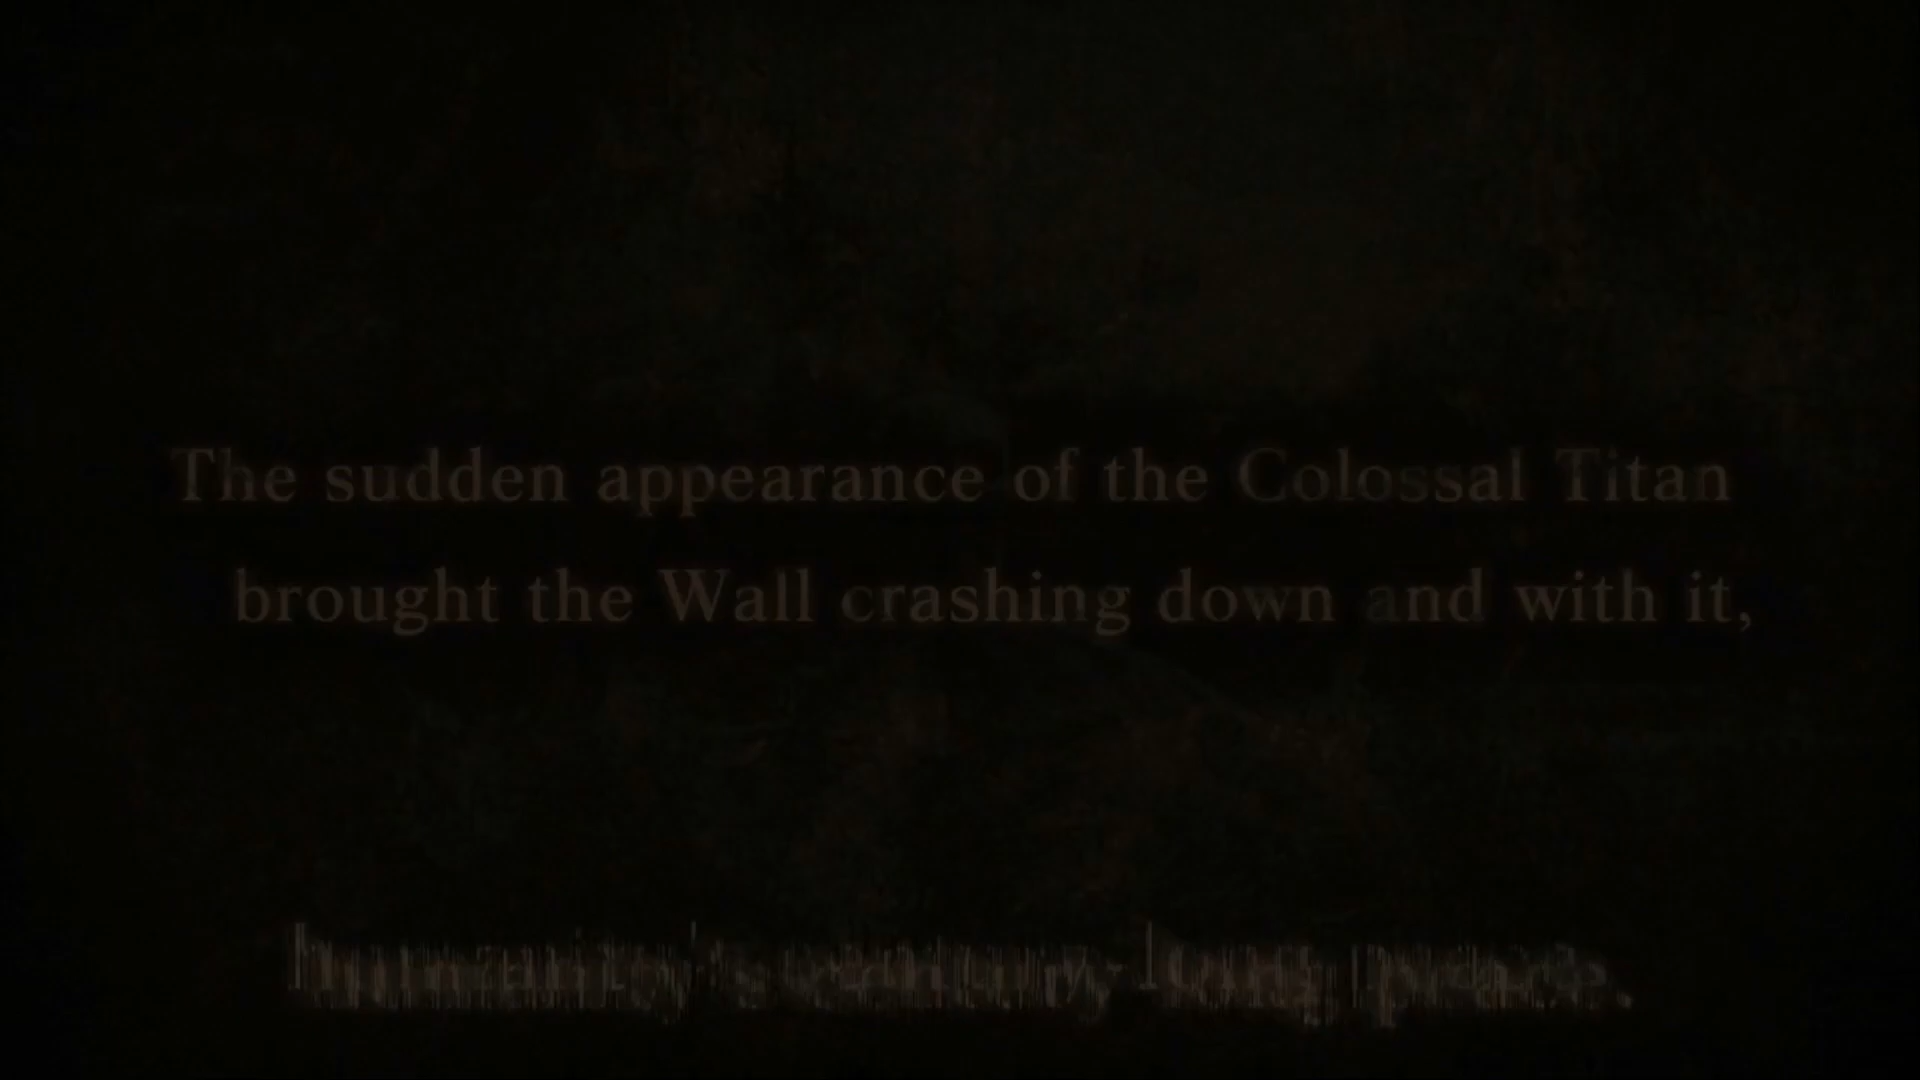 The sudden appearance of the Colossal Titan
brought the Wall crashing down and with it,
humanity's century long peace.